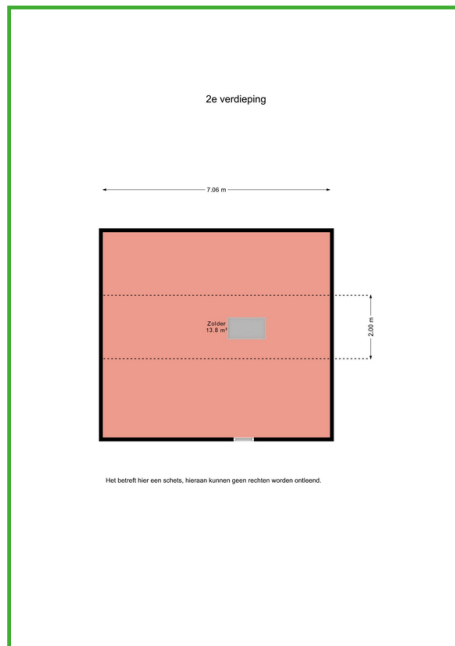 2e verdieping
7.06 m
Zolder
13.8 m²
2.00 m
Het betreft hier een schets, hieraan kunnen geen rechten worden ontleend.